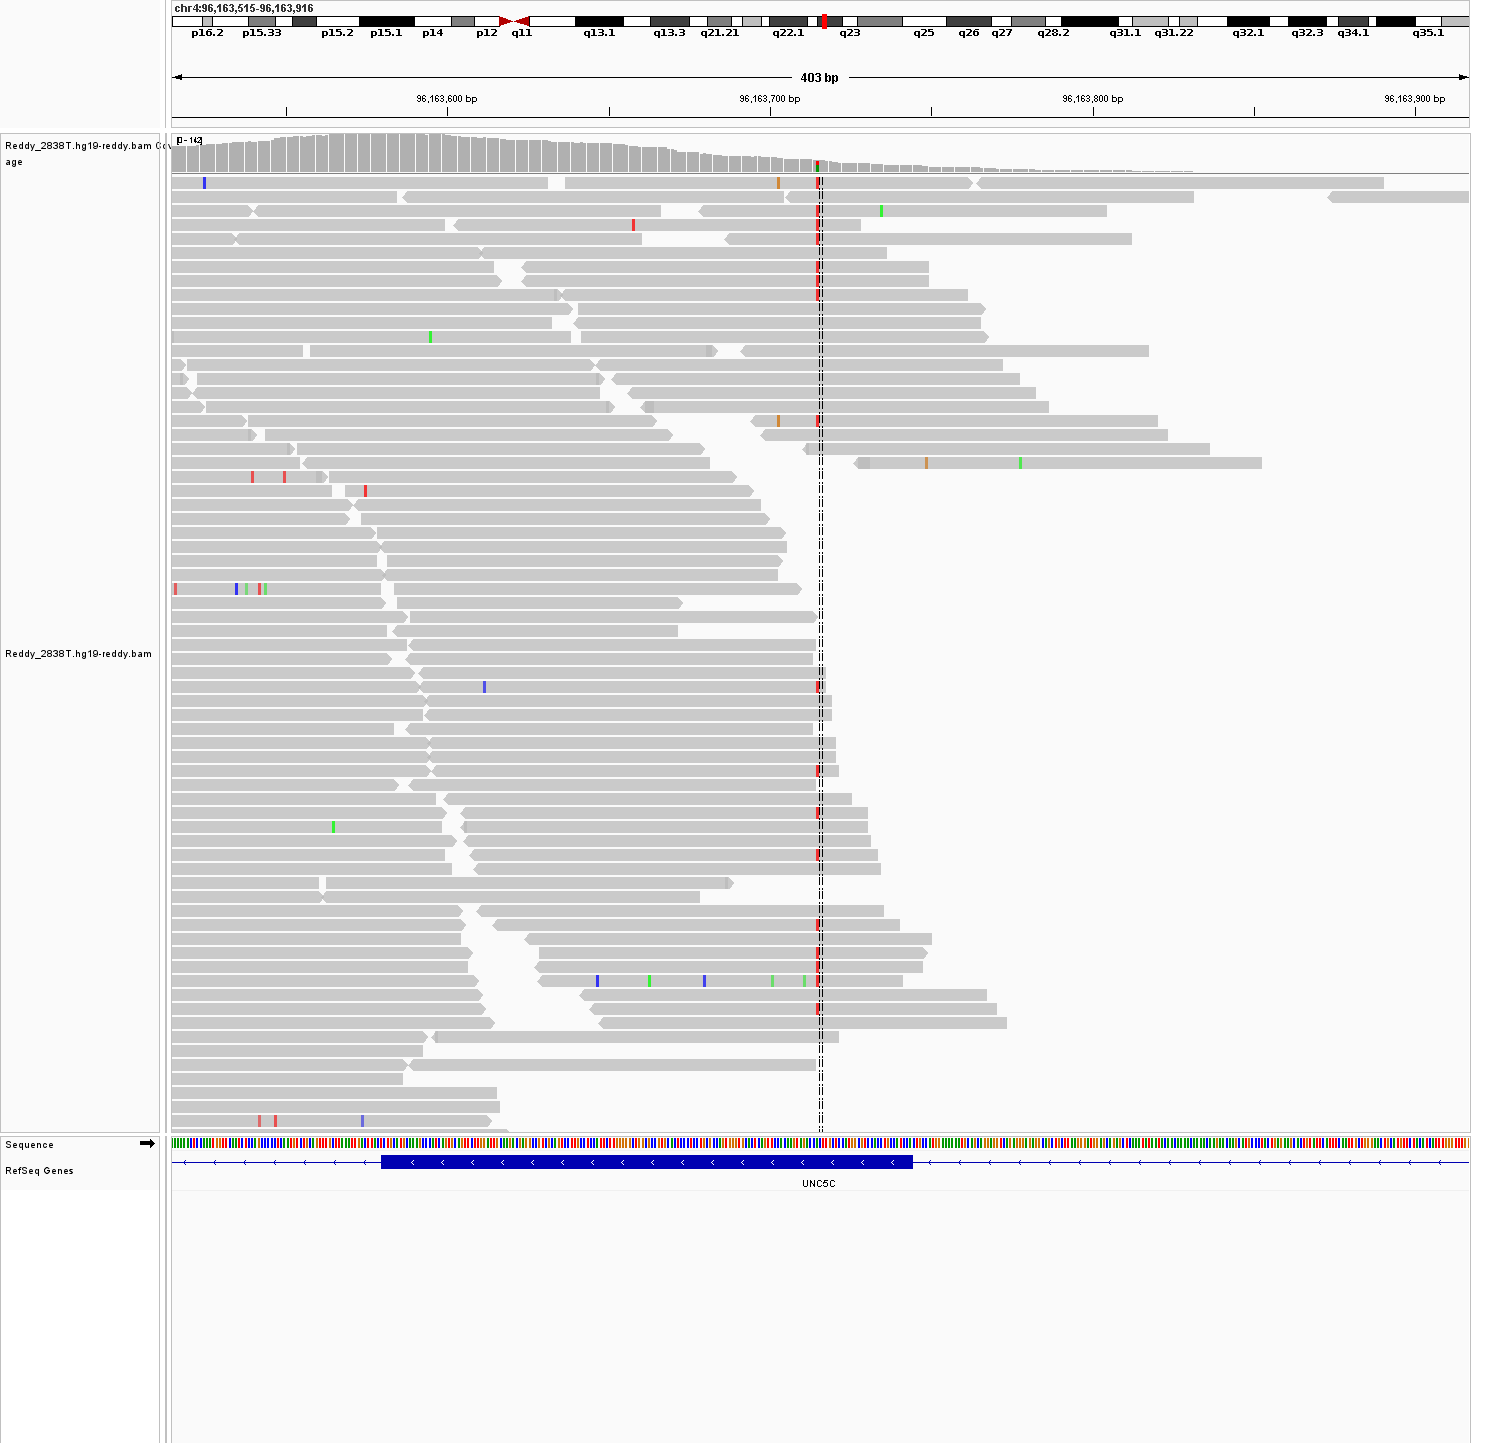 chr4:96,163,515-96,163,916
p16.2 p15.33 p15.2 p15.1 p14 p12 q11 q13.1 q13.3 q21.21 q22.1 q23 q25 q26 q27 q28.2 q31.1 q31.22 q32.1 q32.3 q34.1 q35.1
403 bp
96,163,600 bp 96,163,700 bp 96,163,800 bp 96,163,900 bp
[0 - 142]
Reddy_2838T.hg19-reddy.bam Cov
age
Reddy_2838T.hg19-reddy.bam
Sequence
RefSeq Genes
UNC5C